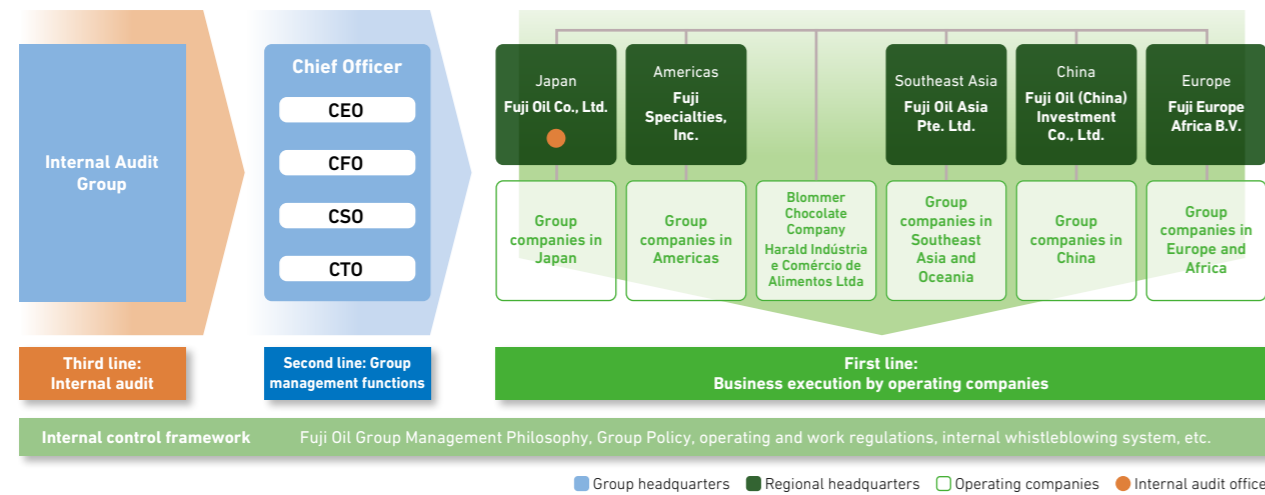 Internal Audit
Group
Chief Officer
CEO
CFO
CSO
CTO
Japan
Fuji Oil Co., Ltd.
Americas
Fuji
Specialties,
Inc.
Southeast Asia
Fuji Oil Asia
Pte. Ltd.
China
Fuji Oil (China)
Investment
Co., Ltd.
Europe
Fuji Europe
Africa B.V.
Group
companies in
Japan
Group
companies in
Americas
Blommer
Chocolate
Company
Harald Indústria
e Comércio de
Alimentos Ltda
Group
companies in
Southeast
Asia and
Oceania
Group
companies in
China
Group
companies in
Europe and
Africa
Third line:
Internal audit
Second line: Group
management functions
First line:
Business execution by operating companies
Internal control framework Fuji Oil Group Management Philosophy, Group Policy, operating and work regulations, internal whistleblowing system, etc.
Group headquarters Regional headquarters Operating companies Internal audit office